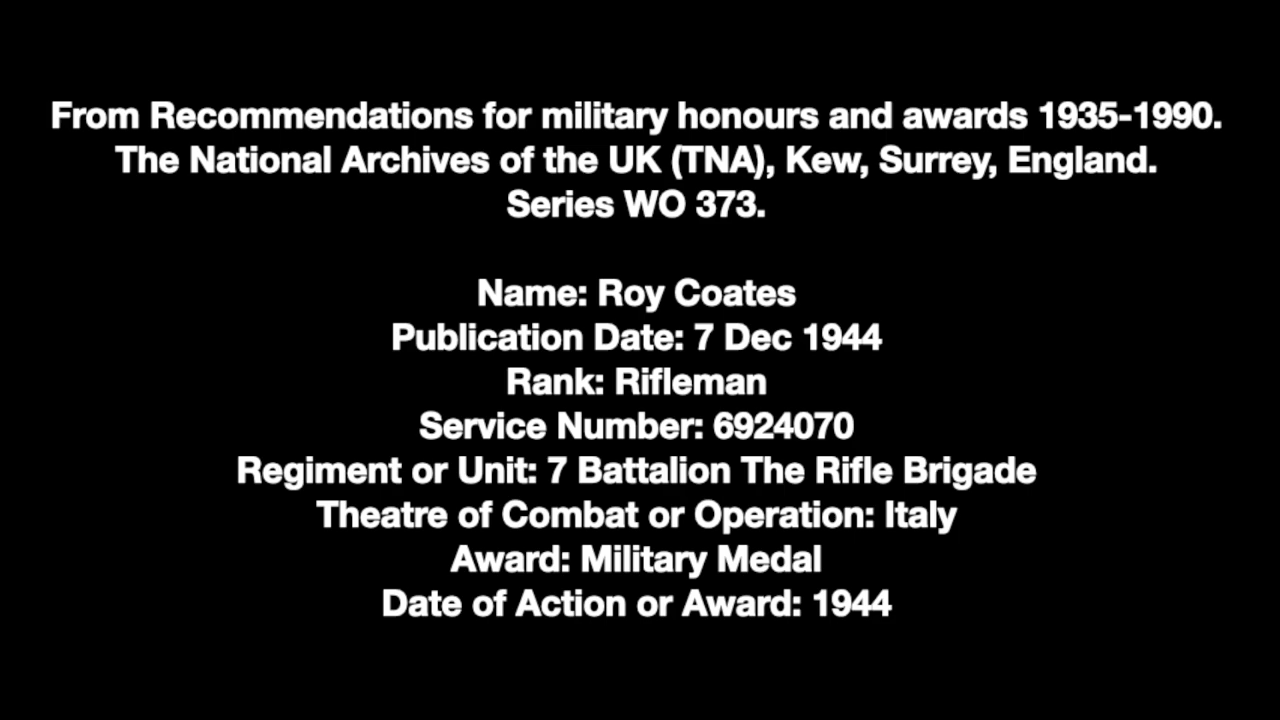 From Recommendations for military honours and awards 1935-1990.
The National Archives of the UK (TNA), Kew, Surrey, England.
Series WO 373.
Name: Roy Coates
Publication Date: 7 Dec 1944
Rank: Rifleman
Service Number: 6924070
Regiment or Unit: 7 Battalion The Rifle Brigade
Theatre of Combat or Operation: Italy
Award: Military Medal
Date of Action or Award: 1944